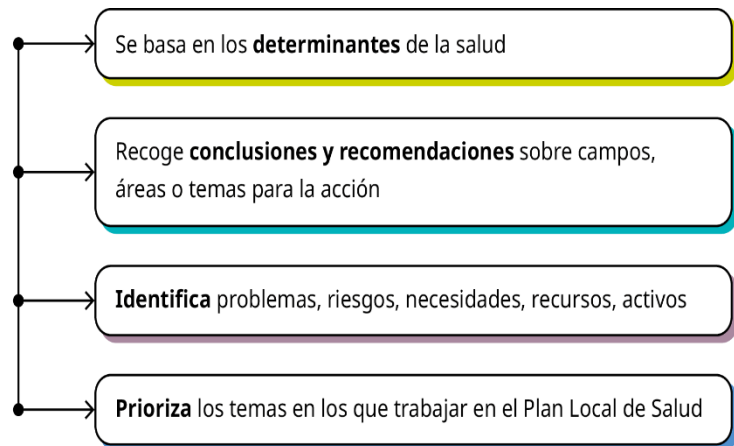 Se basa en los determinantes de la salud
Recoge conclusiones y recomendaciones sobre campos,
áreas o temas para la acción
Identifica problemas, riesgos, necesidades, recursos, activos
Prioriza los temas en los que trabajar en el Plan Local de Salud